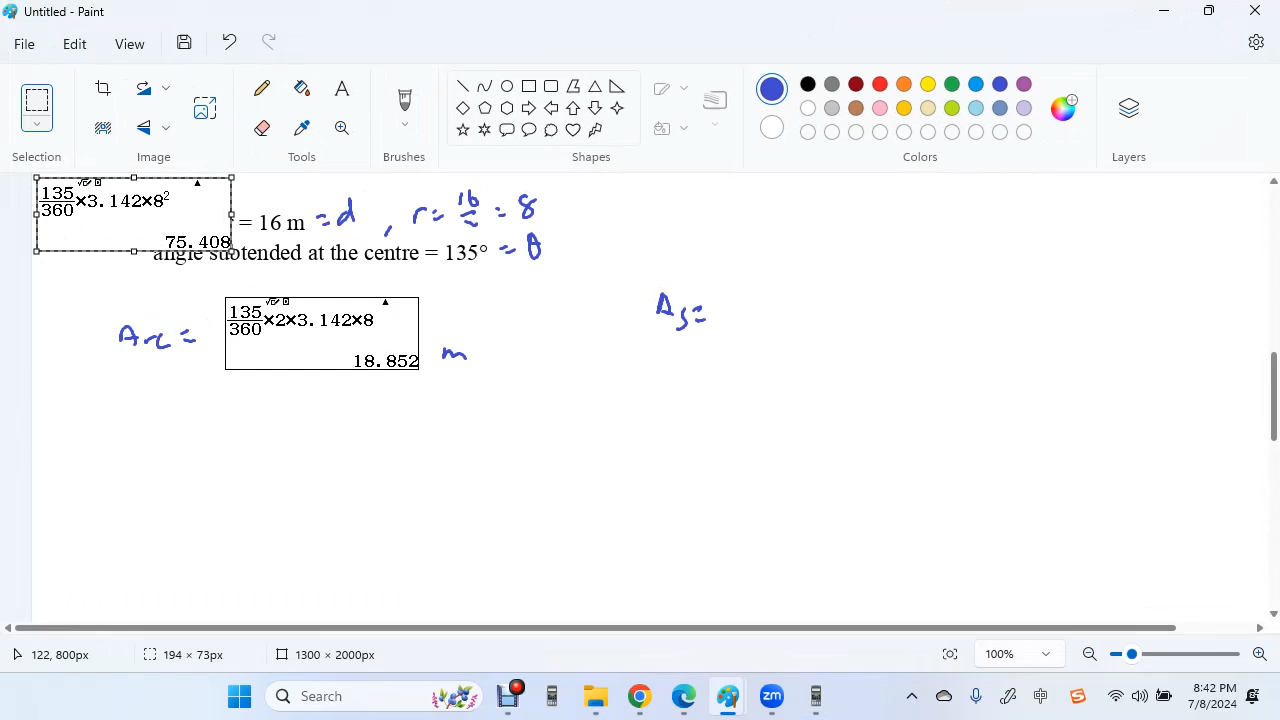 Untitled - Paint
File Edit View
Selection Image Tools Brushes Shapes Colors Layers
135/360×3.142×8²
75.408
= 16 m = d , r = 16/2 = 8
angle subtended at the centre = 135° = θ
Arc =
135/360×2×3.142×8
18.852 m
As =
122, 800px 194 × 73px 1300 × 2000px 100%
Search zm 中 S 8:42 PM
7/8/2024